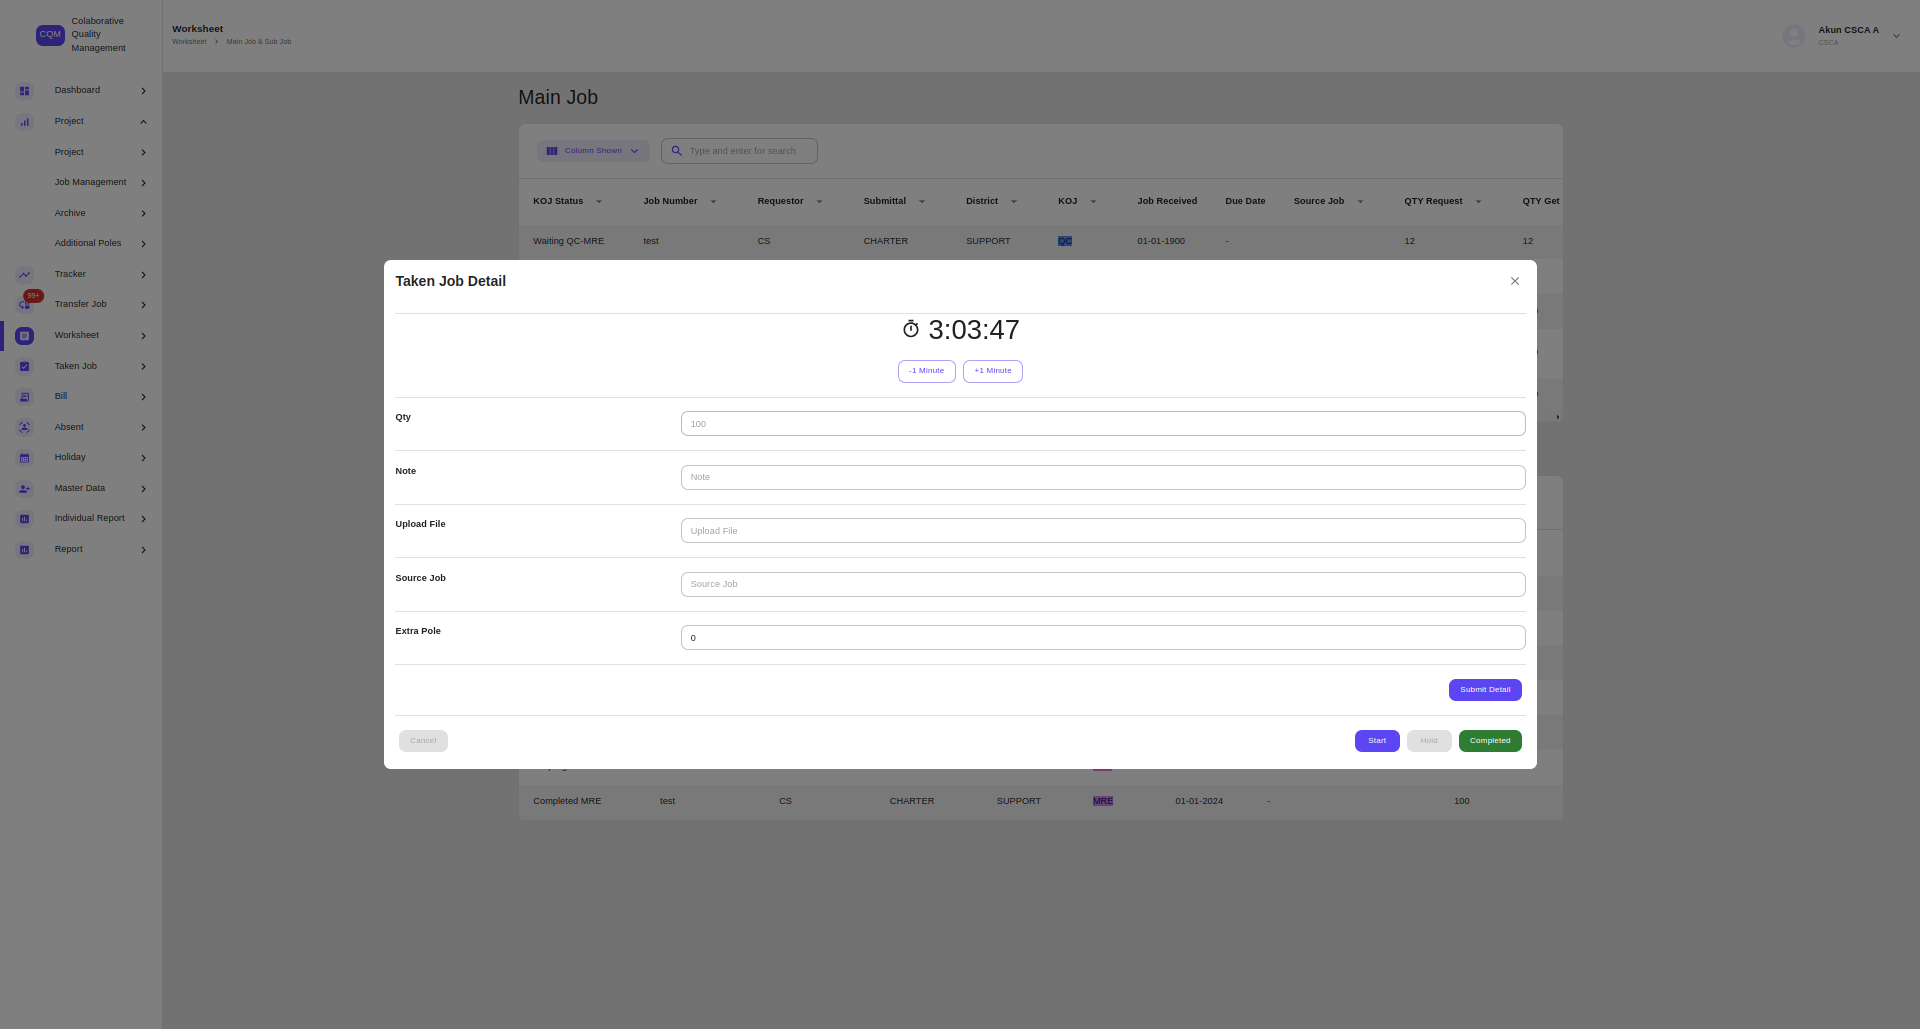 CQM
Colaborative
Quality
Management
Worksheet
Worksheet > Main Job & Sub Job
Akun CSCA A
CSCA
Dashboard
Project
Project
Job Management
Archive
Additional Poles
Tracker
99+
Transfer Job
Worksheet
Taken Job
Bill
Absent
Holiday
Master Data
Individual Report
Report
Main Job
Column Shown
Type and enter for search
KOJ Status Job Number Requestor Submittal District KOJ Job Received Due Date Source Job QTY Request QTY Get
Waiting QC-MRE test CS CHARTER SUPPORT QC 01-01-1900 - 12 12
Taken Job Detail
3:03:47
-1 Minute +1 Minute
Qty 100
Note Note
Upload File Upload File
Source Job Source Job
Extra Pole 0
Submit Detail
Cancel Start Hold Completed
Completed MRE test CS CHARTER SUPPORT MRE 01-01-2024 - 100